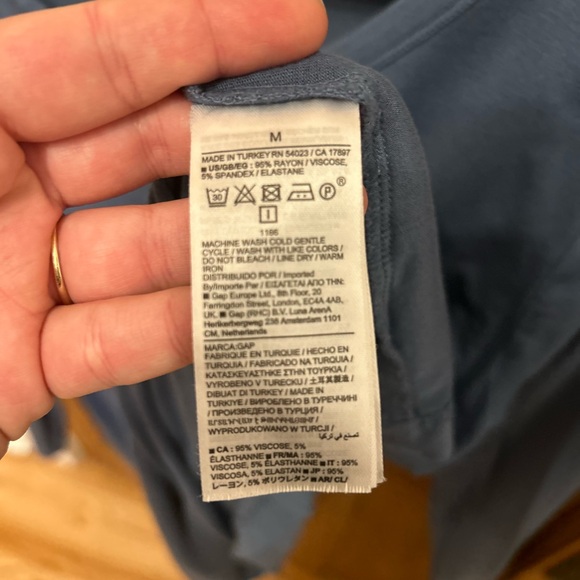 M
MADE IN TURKEY RN 54023 / CA 17897
■ US/GB/EG : 95% RAYON / VISCOSE,
5% SPANDEX / ELASTANE
30 P ®
1166
MACHINE WASH COLD GENTLE
CYCLE / WASH WITH LIKE COLORS /
DO NOT BLEACH / LINE DRY / WARM
IRON
DISTRIBUIDO POR / Imported
By/Importe Par / ΕΙΣΑΓΕΤΑΙ ΑΠΟ ΤΗΝ:
■ Gap Europe Ltd., 8th Floor, 20
Farringdon Street, London, EC4A 4AB,
UK. ■ Gap (RHC) B.V. Luna ArenA
Herikerbergweg 238 Amsterdam 1101
CM, Netherlands
MARCA:GAP
FABRIQUE EN TURQUIE / HECHO EN
TURQUIA / FABRICADO EN TURQUIA /
ΚΑΤΑΣΚΕΥΑΣΤΗΚΕ ΣΤΗΝ ΤΟΥΡΚΙΑ /
VYROBENO V TURECKU / 土耳其製造 /
DIBUAT DI TURKEY / MADE IN
TURKIYE / ВИРОБЛЕНО В ТУРЕЧЧИНІ
/ ПРОИЗВЕДЕНО В ТУРЦИЯ /
WYPRODUKOWANO W TURCJI /
صنع في تركيا
■ CA : 95% VISCOSE, 5%
ÉLASTHANNE ■ FR/MA : 95%
VISCOSE, 5% ÉLASTHANNE ■ IT : 95%
VISCOSA, 5% ELASTAN ■ JP : 95%
レーヨン, 5% ポリウレタン ■ AR/ CL/